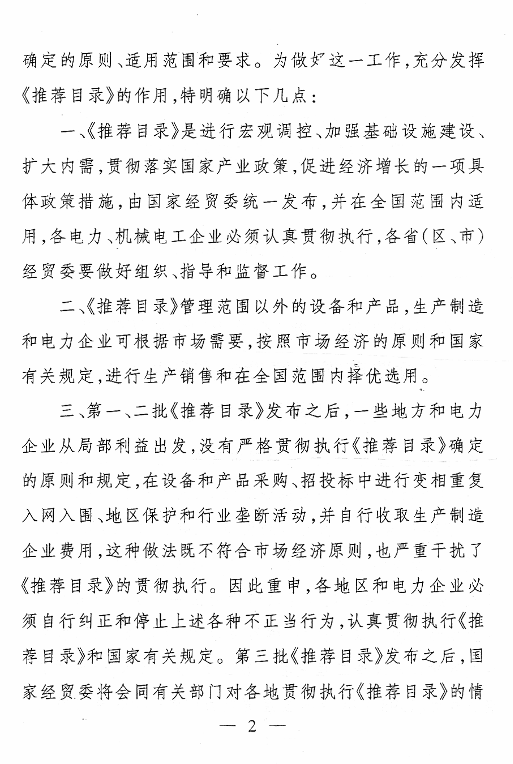 确定的原则、适用范围和要求。为做好这一工作,充分发挥
《推荐目录》的作用,特明确以下几点:
一、《推荐目录》是进行宏观调控、加强基础设施建设、
扩大内需,贯彻落实国家产业政策,促进经济增长的一项具
体政策措施,由国家经贸委统一发布,并在全国范围内适
用,各电力、机械电工企业必须认真贯彻执行,各省(区、市)
经贸委要做好组织、指导和监督工作。
二、《推荐目录》管理范围以外的设备和产品,生产制造
和电力企业可根据市场需要,按照市场经济的原则和国家
有关规定,进行生产销售和在全国范围内择优选用。
三、第一、二批《推荐目录》发布之后,一些地方和电力
企业从局部利益出发,没有严格贯彻执行《推荐目录》确定
的原则和规定,在设备和产品采购、招投标中进行变相重复
入网入围、地区保护和行业垄断活动,并自行收取生产制造
企业费用,这种做法既不符合市场经济原则,也严重干扰了
《推荐目录》的贯彻执行。因此重申,各地区和电力企业必
须自行纠正和停止上述各种不正当行为,认真贯彻执行《推
荐目录》和国家有关规定。第三批《推荐目录》发布之后,国
家经贸委将会同有关部门对各地贯彻执行《推荐目录》的情
— 2 —